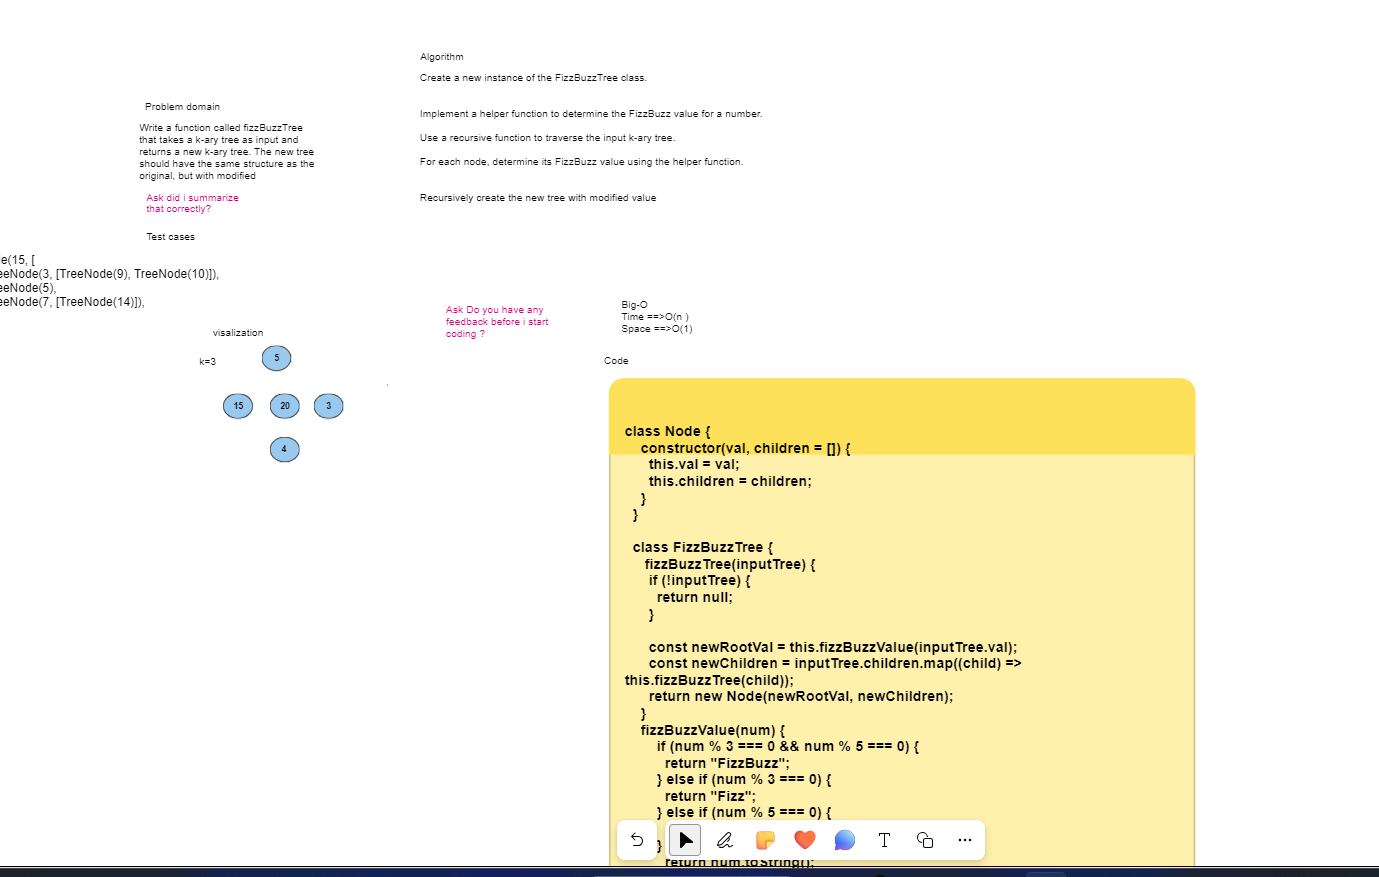 Algorithm
Create a new instance of the FizzBuzzTree class.
Implement a helper function to determine the FizzBuzz value for a number.
Use a recursive function to traverse the input k-ary tree.
For each node, determine its FizzBuzz value using the helper function.
Recursively create the new tree with modified value
Problem domain
Write a function called fizzBuzzTree
that takes a k-ary tree as input and
returns a new k-ary tree. The new tree
should have the same structure as the
original, but with modified
Ask did i summarize
that correctly?
Test cases
e(15, [
eeNode(3, [TreeNode(9), TreeNode(10)]),
eeNode(5),
eeNode(7, [TreeNode(14)]),
visalization
k=3
5
15 20 3
4
Ask Do you have any
feedback before i start
coding ?
Big-O
Time ==>O(n )
Space ==>O(1)
Code
class Node {
constructor(val, children = []) {
this.val = val;
this.children = children;
}
}
class FizzBuzzTree {
fizzBuzzTree(inputTree) {
if (!inputTree) {
return null;
}
const newRootVal = this.fizzBuzzValue(inputTree.val);
const newChildren = inputTree.children.map((child) =>
this.fizzBuzzTree(child));
return new Node(newRootVal, newChildren);
}
fizzBuzzValue(num) {
if (num % 3 === 0 && num % 5 === 0) {
return "FizzBuzz";
} else if (num % 3 === 0) {
return "Fizz";
} else if (num % 5 === 0) {
}
return num.toString();